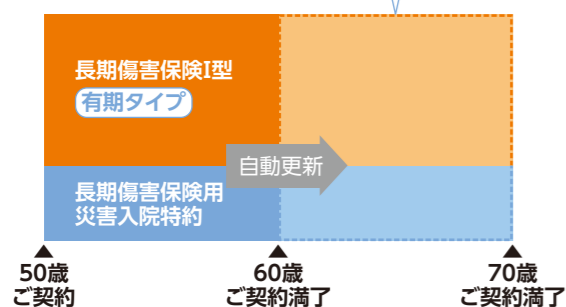 長期傷害保険I型
有期タイプ
自動更新
長期傷害保険用
災害入院特約
50歳
ご契約
60歳
ご契約満了
70歳
ご契約満了